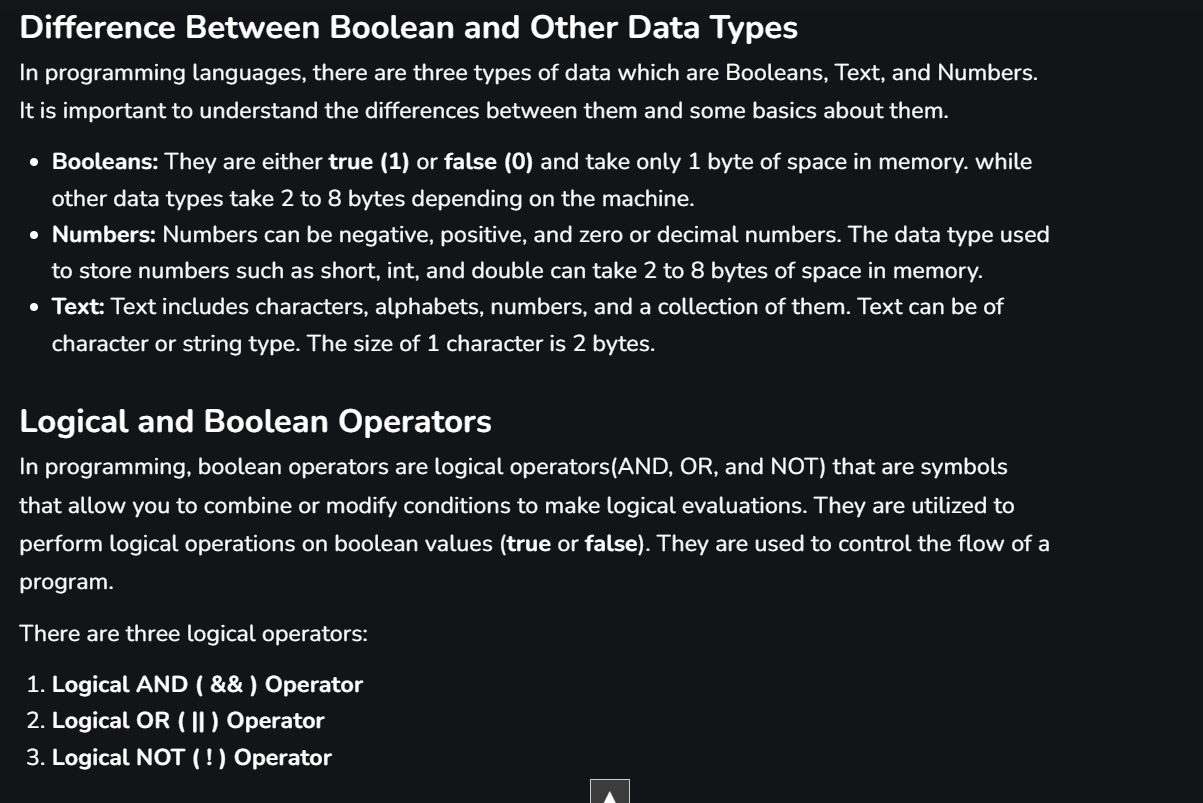 Difference Between Boolean and Other Data Types
In programming languages, there are three types of data which are Booleans, Text, and Numbers.
It is important to understand the differences between them and some basics about them.
• Booleans: They are either true (1) or false (0) and take only 1 byte of space in memory. while
other data types take 2 to 8 bytes depending on the machine.
• Numbers: Numbers can be negative, positive, and zero or decimal numbers. The data type used
to store numbers such as short, int, and double can take 2 to 8 bytes of space in memory.
• Text: Text includes characters, alphabets, numbers, and a collection of them. Text can be of
character or string type. The size of 1 character is 2 bytes.
Logical and Boolean Operators
In programming, boolean operators are logical operators(AND, OR, and NOT) that are symbols
that allow you to combine or modify conditions to make logical evaluations. They are utilized to
perform logical operations on boolean values (true or false). They are used to control the flow of a
program.
There are three logical operators:
1. Logical AND ( && ) Operator
2. Logical OR ( || ) Operator
3. Logical NOT ( ! ) Operator